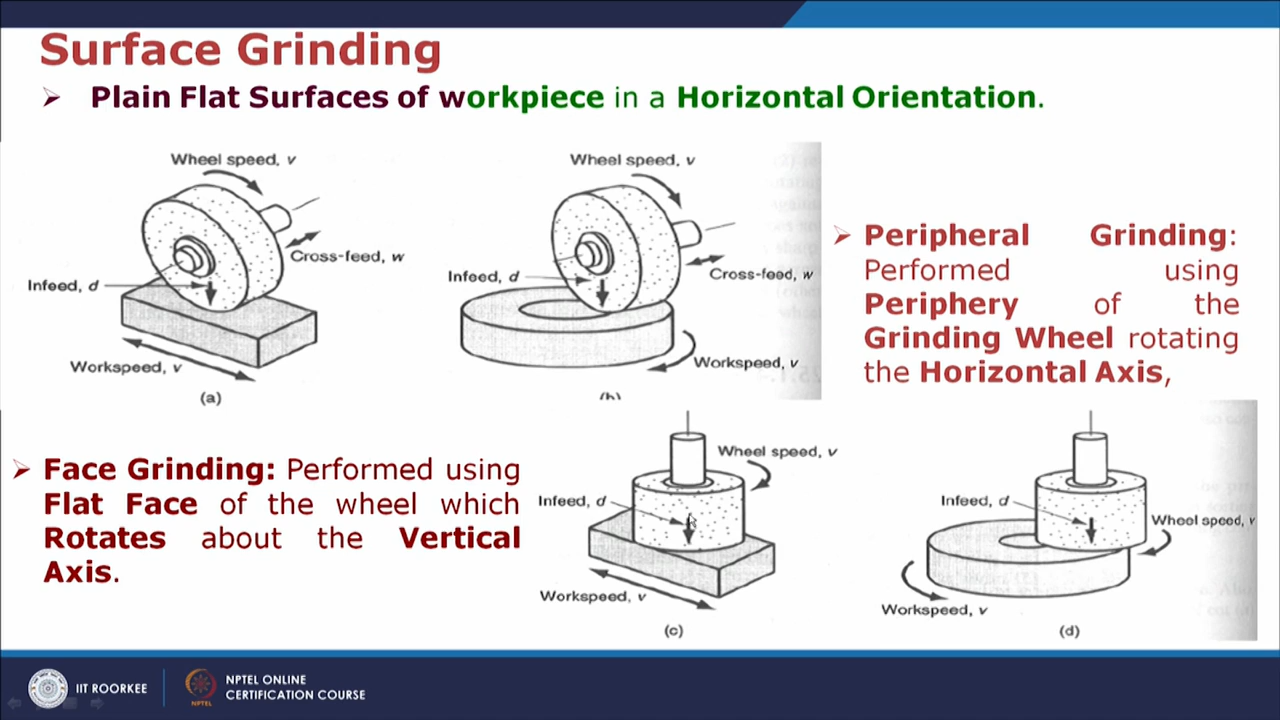 Surface Grinding
➢ Plain Flat Surfaces of workpiece in a Horizontal Orientation.
Wheel speed, v
Cross-feed, w
Infeed, d
Workspeed, v
(a)
Wheel speed, v
Infeed, d
Cross-feed, w
Workspeed, v
(b)
➢ Peripheral Grinding:
Performed using
Periphery of the
Grinding Wheel rotating
the Horizontal Axis,
➢ Face Grinding: Performed using
Flat Face of the wheel which
Rotates about the Vertical
Axis.
Wheel speed, v
Infeed, d
Workspeed, v
(c)
Infeed, d
Wheel speed, v
Workspeed, v
(d)
IIT ROORKEE
NPTEL
NPTEL ONLINE
CERTIFICATION COURSE